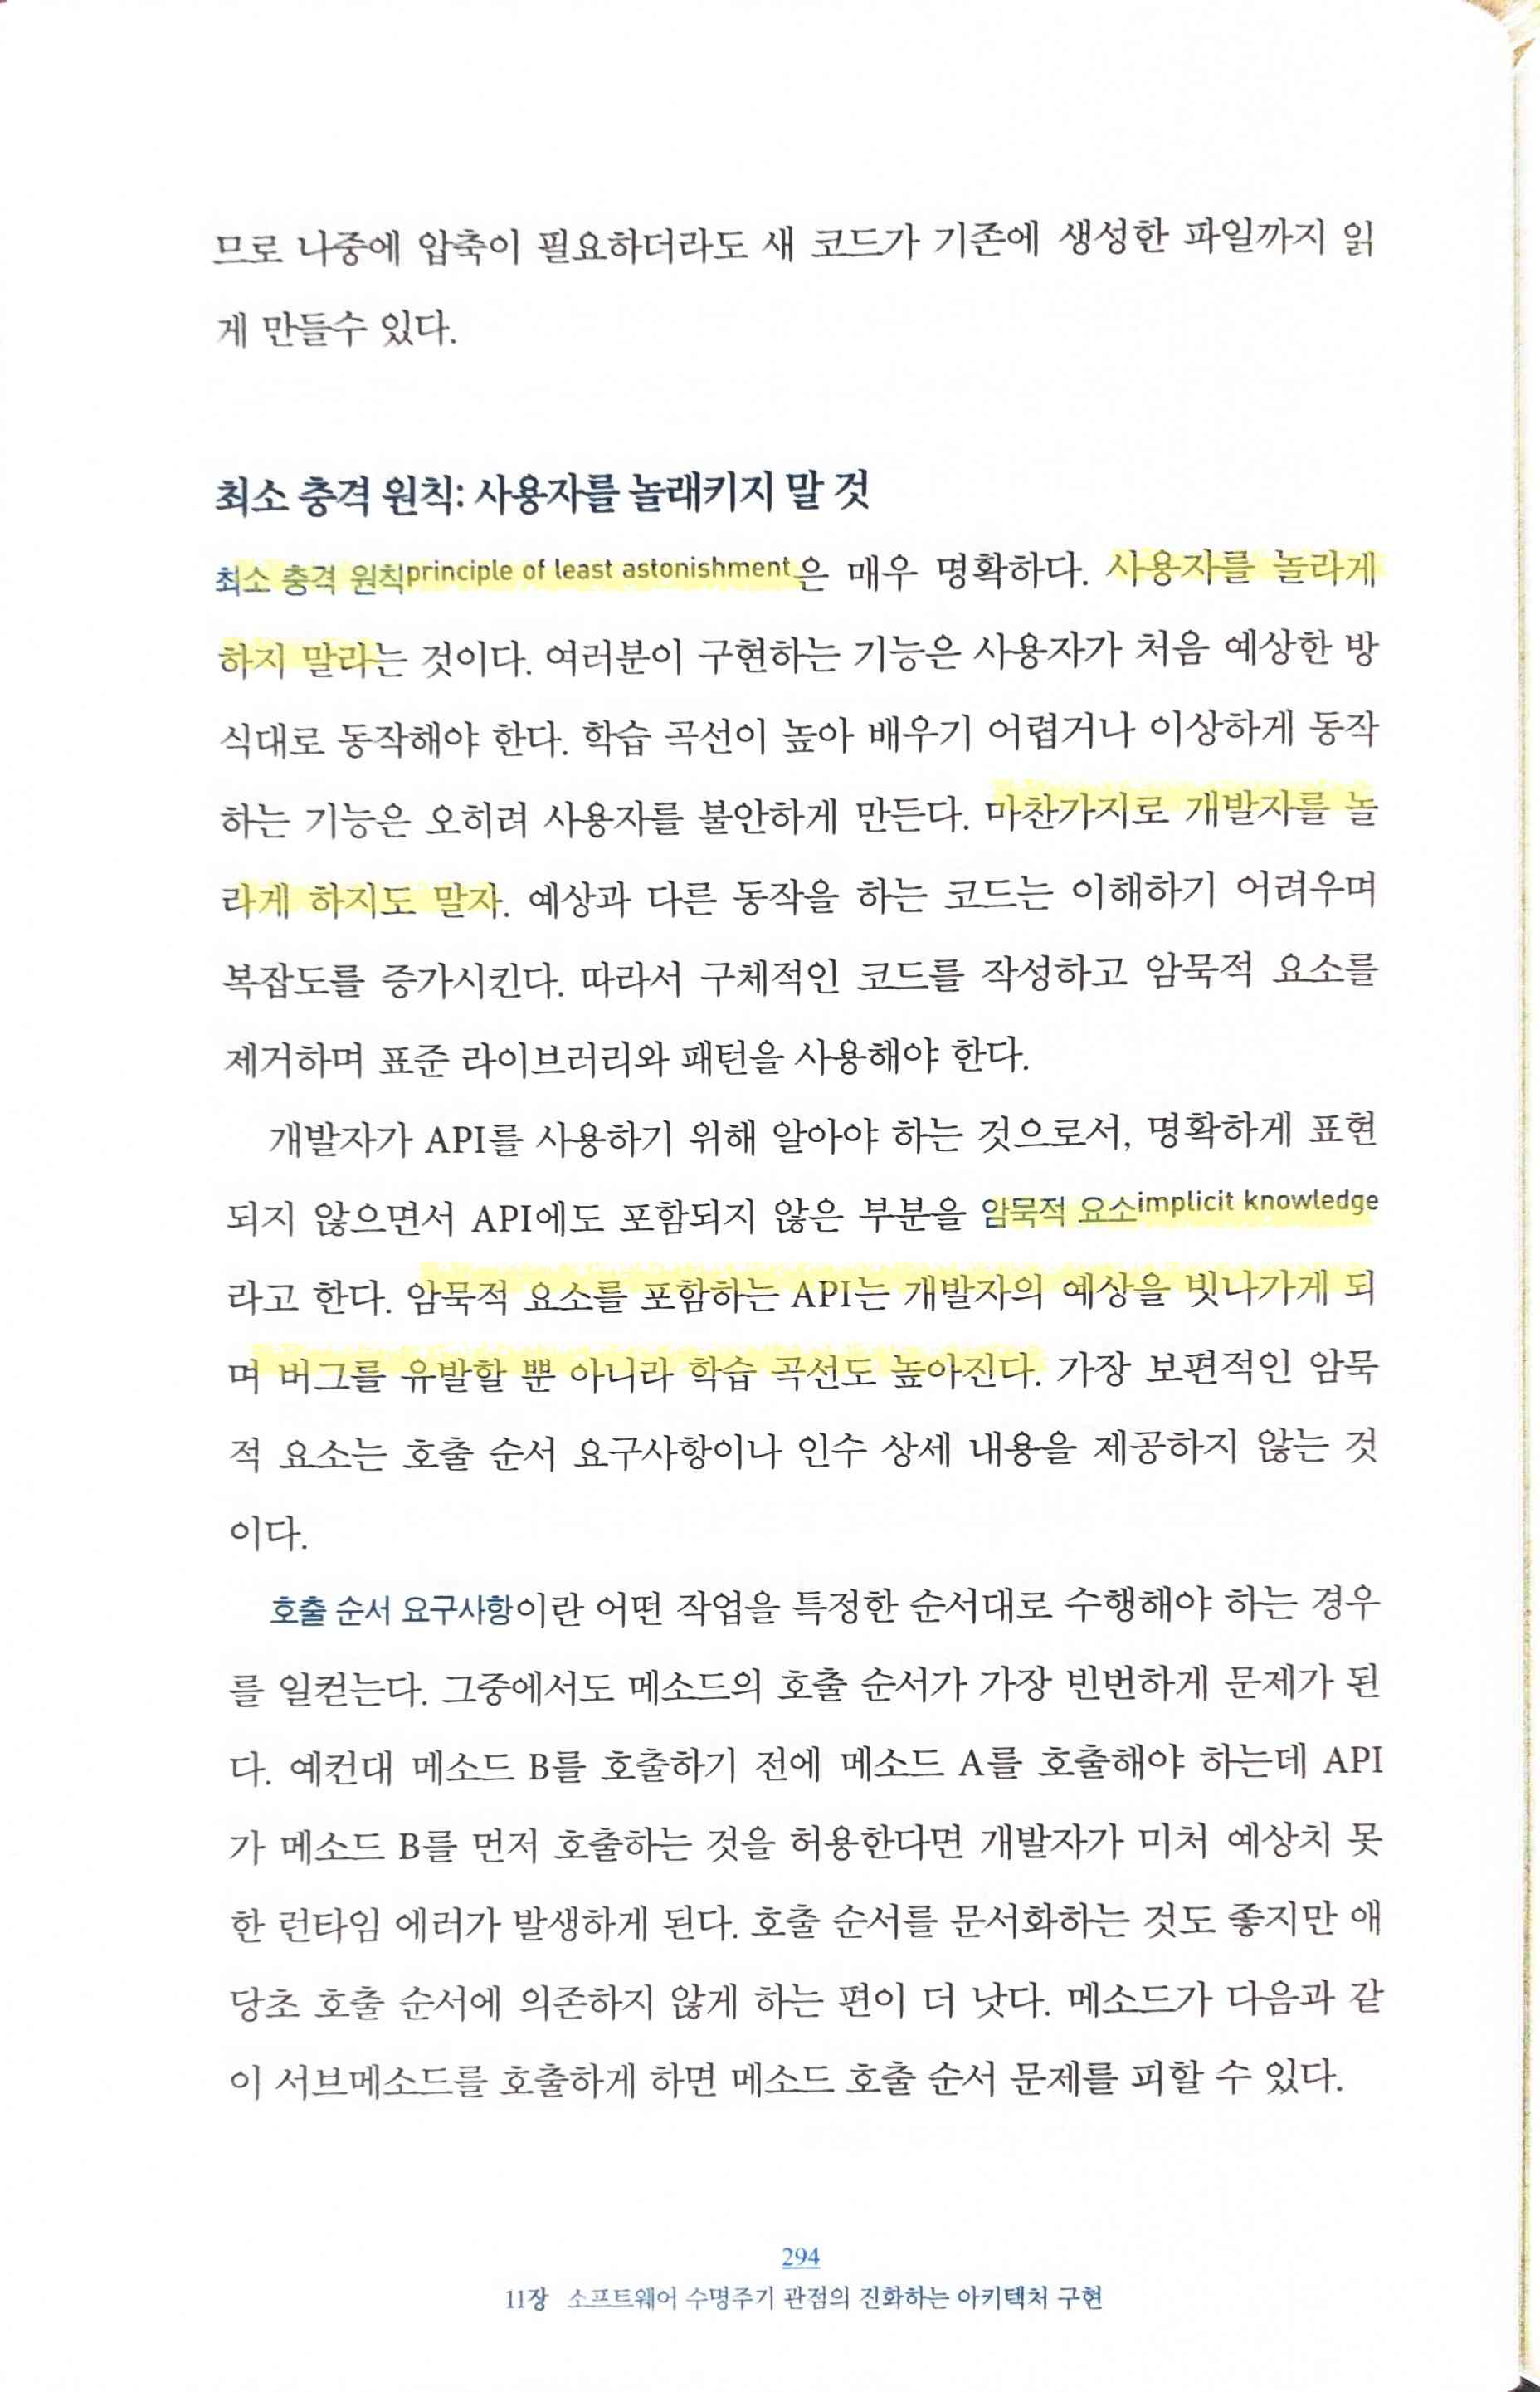 므로 나중에 압축이 필요하더라도 새 코드가 기존에 생성한 파일까지 읽
게 만들수 있다.
최소 충격 원칙: 사용자를 놀래키지 말 것
최소 충격 원칙principle of least astonishment은 매우 명확하다. 사용자를 놀라게
하지 말라는 것이다. 여러분이 구현하는 기능은 사용자가 처음 예상한 방
식대로 동작해야 한다. 학습 곡선이 높아 배우기 어렵거나 이상하게 동작
하는 기능은 오히려 사용자를 불안하게 만든다. 마찬가지로 개발자를 놀
라게 하지도 말자. 예상과 다른 동작을 하는 코드는 이해하기 어려우며
복잡도를 증가시킨다. 따라서 구체적인 코드를 작성하고 암묵적 요소를
제거하며 표준 라이브러리와 패턴을 사용해야 한다.
개발자가 API를 사용하기 위해 알아야 하는 것으로서, 명확하게 표현
되지 않으면서 API에도 포함되지 않은 부분을 암묵적 요소implicit knowledge
라고 한다. 암묵적 요소를 포함하는 API는 개발자의 예상을 빗나가게 되
며 버그를 유발할 뿐 아니라 학습 곡선도 높아진다. 가장 보편적인 암묵
적 요소는 호출 순서 요구사항이나 인수 상세 내용을 제공하지 않는 것
이다.
호출 순서 요구사항이란 어떤 작업을 특정한 순서대로 수행해야 하는 경우
를 일컫는다. 그중에서도 메소드의 호출 순서가 가장 빈번하게 문제가 된
다. 예컨대 메소드 B를 호출하기 전에 메소드 A를 호출해야 하는데 API
가 메소드 B를 먼저 호출하는 것을 허용한다면 개발자가 미처 예상치 못
한 런타임 에러가 발생하게 된다. 호출 순서를 문서화하는 것도 좋지만 애
당초 호출 순서에 의존하지 않게 하는 편이 더 낫다. 메소드가 다음과 같
이 서브메소드를 호출하게 하면 메소드 호출 순서 문제를 피할 수 있다.
294
11장 소프트웨어 수명주기 관점의 진화하는 아키텍처 구현